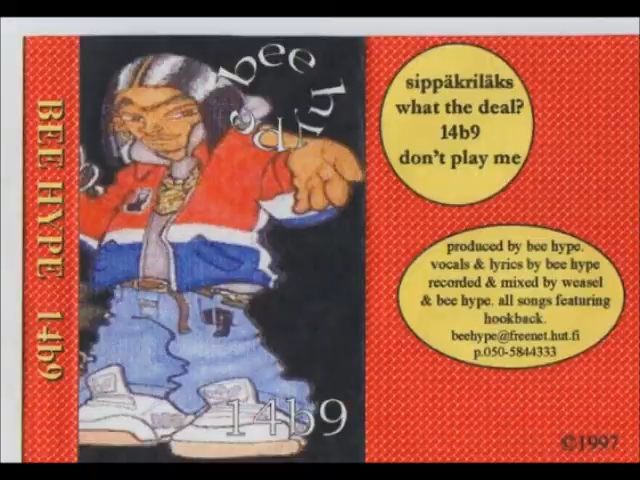 BEE HYPE 14b9
bee hype
14b9
sippäkriläks
what the deal?
14b9
don't play me
produced by bee hype.
vocals & lyrics by bee hype
recorded & mixed by weasel
& bee hype. all songs featuring
hookback.
beehype@freenet.hut.fi
p.050-5844333
©1997